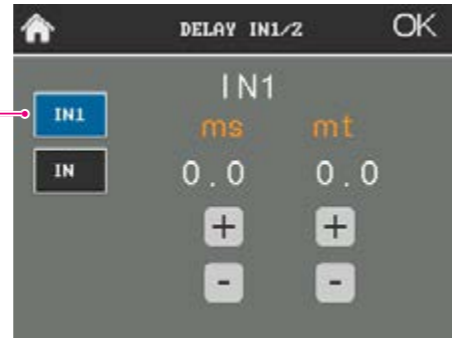 DELAY IN1/2 OK
IN1
IN1
ms mt
IN
0.0 0.0
+ +
- -